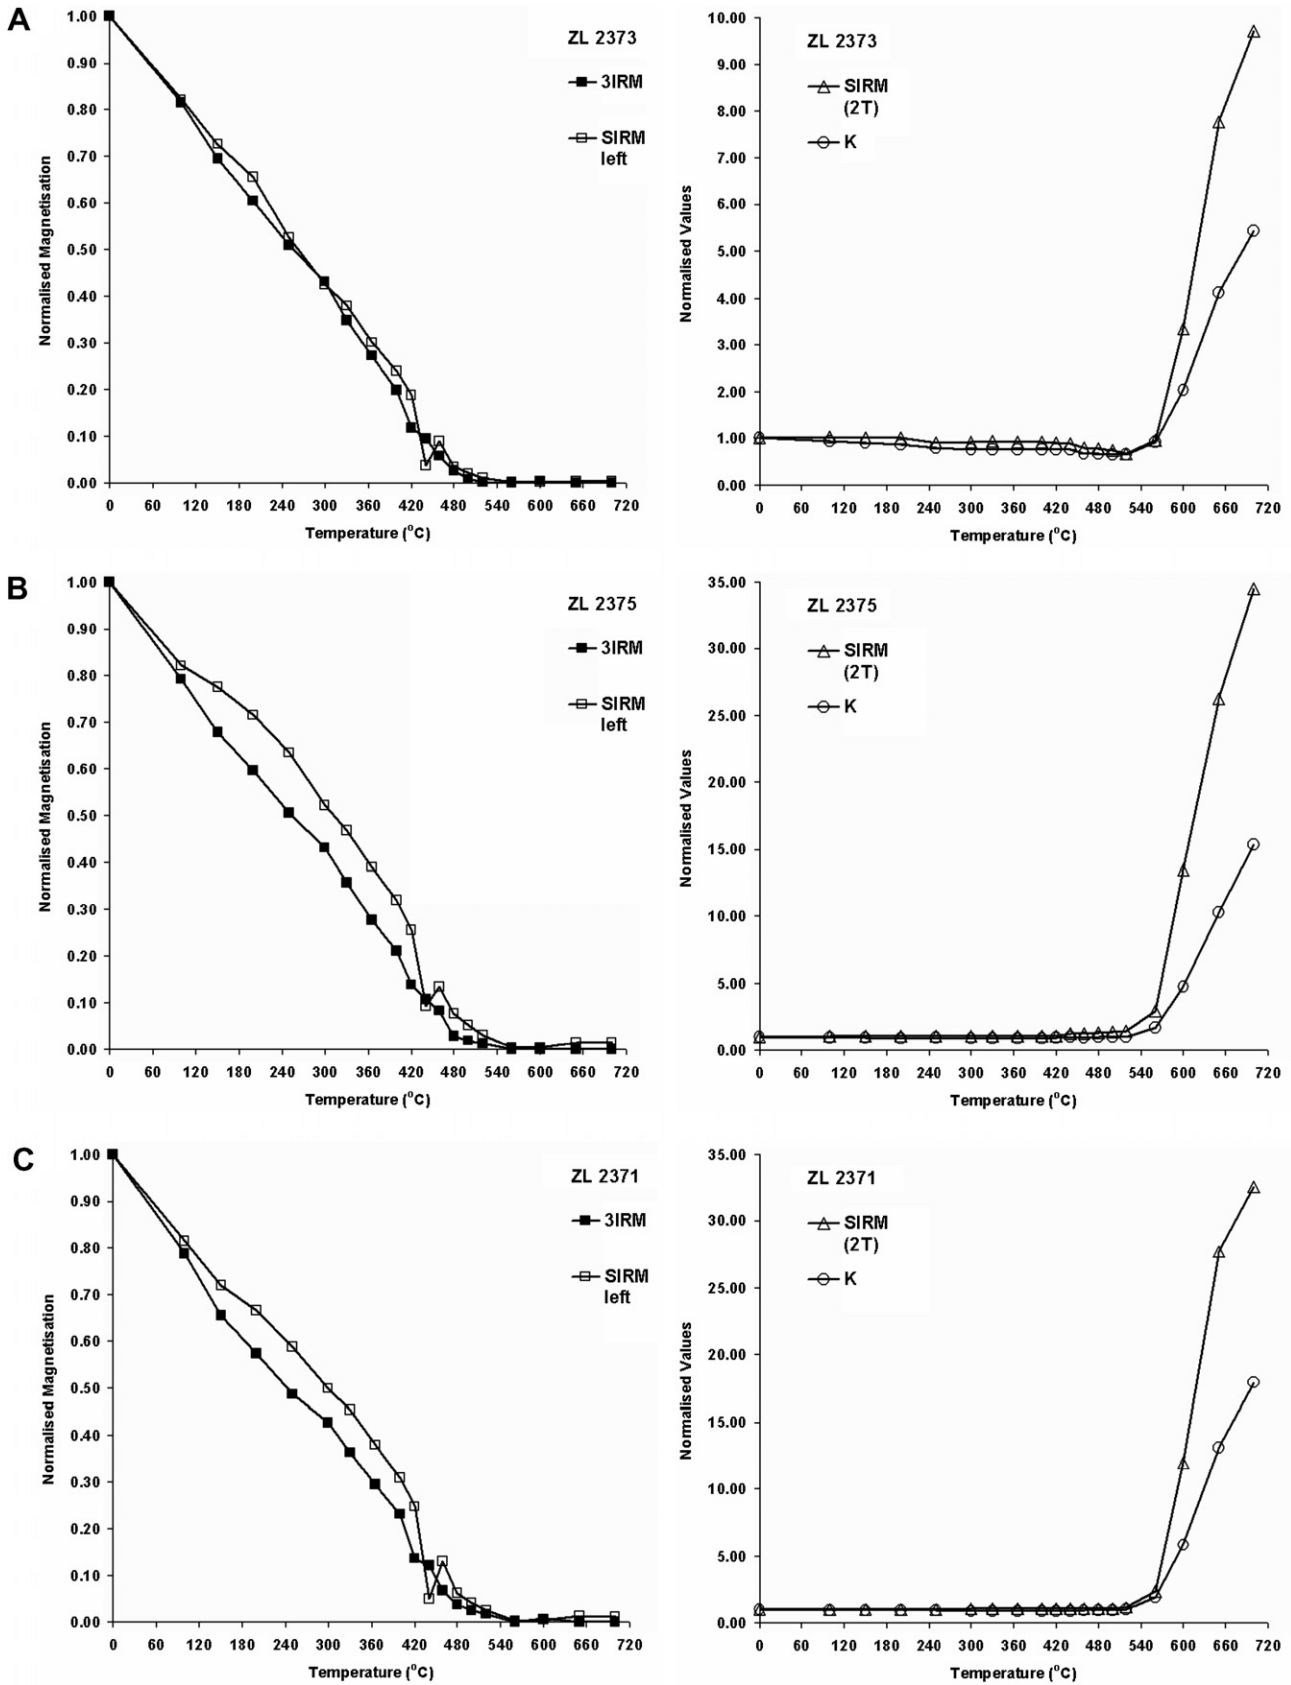 A
ZL 2373
3IRM
SIRM
left
Normalised Magnetisation
1.00
0.90
0.80
0.70
0.60
0.50
0.40
0.30
0.20
0.10
0.00
0 60 120 180 240 300 360 420 480 540 600 660 720
Temperature (°C)
ZL 2373
SIRM
(2T)
K
Normalised Values
10.00
9.00
8.00
7.00
6.00
5.00
4.00
3.00
2.00
1.00
0.00
0 60 120 180 240 300 360 420 480 540 600 660 720
Temperature (°C)
B
ZL 2375
3IRM
SIRM
left
Normalised Magnetisation
1.00
0.90
0.80
0.70
0.60
0.50
0.40
0.30
0.20
0.10
0.00
0 60 120 180 240 300 360 420 480 540 600 660 720
Temperature (°C)
ZL 2375
SIRM
(2T)
K
Normalised Values
35.00
30.00
25.00
20.00
15.00
10.00
5.00
0.00
0 60 120 180 240 300 360 420 480 540 600 660 720
Temperature (°C)
C
ZL 2371
3IRM
SIRM
left
Normalised Magnetisation
1.00
0.90
0.80
0.70
0.60
0.50
0.40
0.30
0.20
0.10
0.00
0 60 120 180 240 300 360 420 480 540 600 660 720
Temperature (°C)
ZL 2371
SIRM
(2T)
K
Normalised Values
35.00
30.00
25.00
20.00
15.00
10.00
5.00
0.00
0 60 120 180 240 300 360 420 480 540 600 660 720
Temperature (°C)